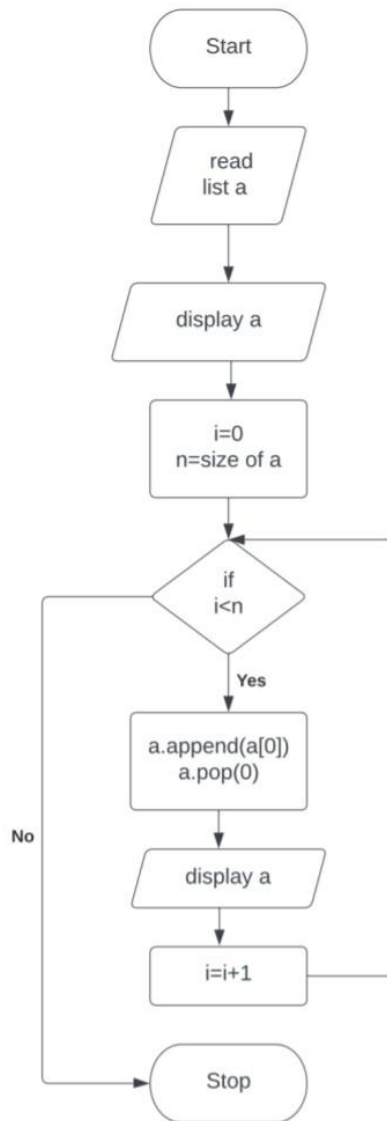 Start
read
list a
display a
i=0
n=size of a
if
i<n
Yes
a.append(a[0])
a.pop(0)
No
display a
i=i+1
Stop